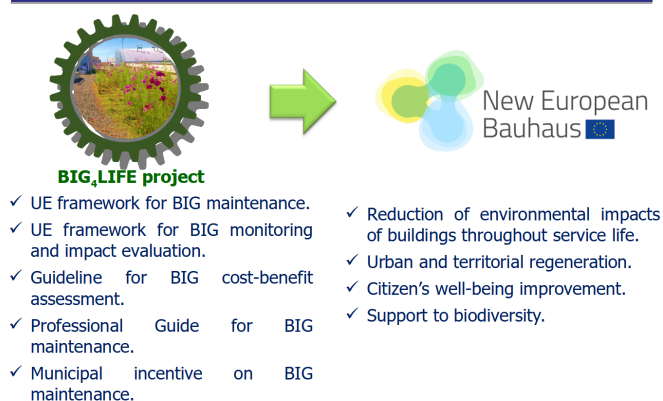 New European
Bauhaus
BIG₄LIFE project
✓ UE framework for BIG maintenance.
✓ UE framework for BIG monitoring
and impact evaluation.
✓ Guideline for BIG cost-benefit
assessment.
✓ Professional Guide for BIG
maintenance.
✓ Municipal incentive on BIG
maintenance.
✓ Reduction of environmental impacts
of buildings throughout service life.
✓ Urban and territorial regeneration.
✓ Citizen’s well-being improvement.
✓ Support to biodiversity.